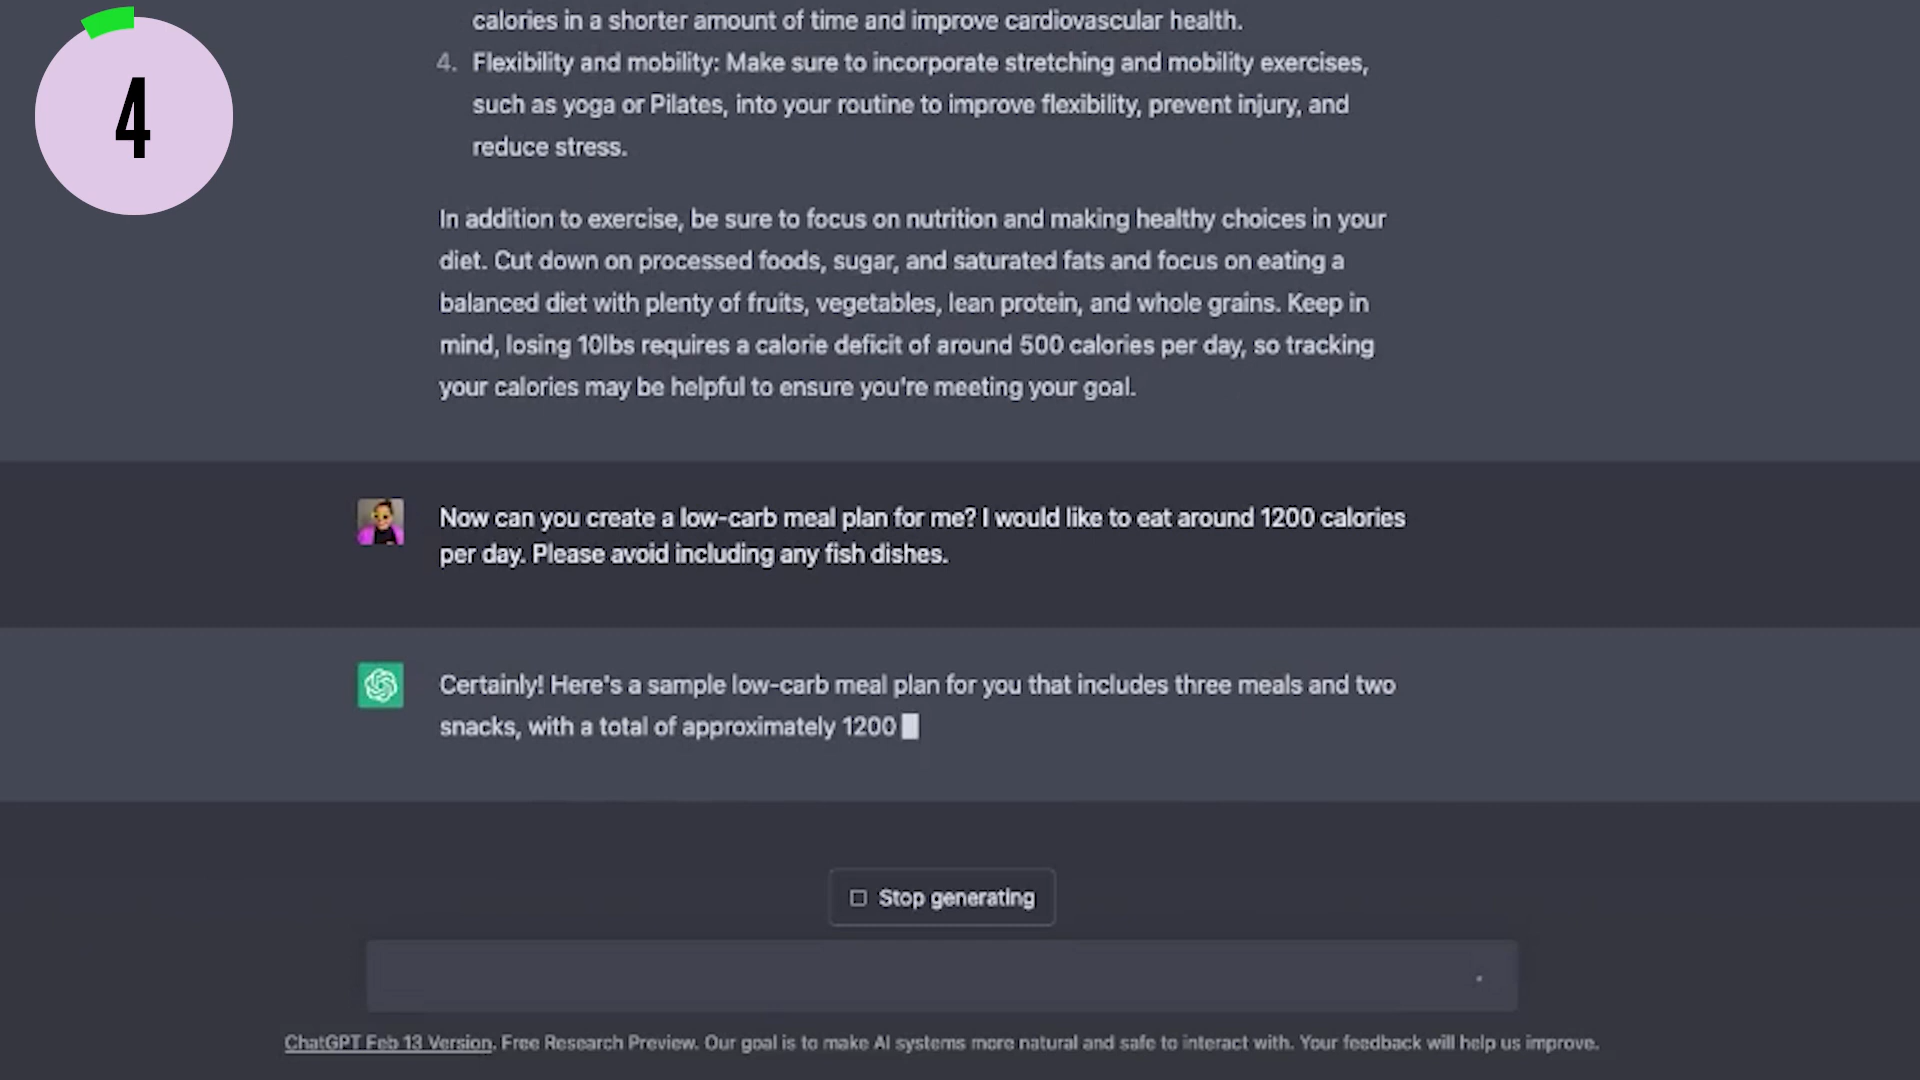 4
calories in a shorter amount of time and improve cardiovascular health.
4. Flexibility and mobility: Make sure to incorporate stretching and mobility exercises,
such as yoga or Pilates, into your routine to improve flexibility, prevent injury, and
reduce stress.
In addition to exercise, be sure to focus on nutrition and making healthy choices in your
diet. Cut down on processed foods, sugar, and saturated fats and focus on eating a
balanced diet with plenty of fruits, vegetables, lean protein, and whole grains. Keep in
mind, losing 10lbs requires a calorie deficit of around 500 calories per day, so tracking
your calories may be helpful to ensure you're meeting your goal.
Now can you create a low-carb meal plan for me? I would like to eat around 1200 calories
per day. Please avoid including any fish dishes.
Certainly! Here's a sample low-carb meal plan for you that includes three meals and two
snacks, with a total of approximately 1200
Stop generating
ChatGPT Feb 13 Version. Free Research Preview. Our goal is to make AI systems more natural and safe to interact with. Your feedback will help us improve.